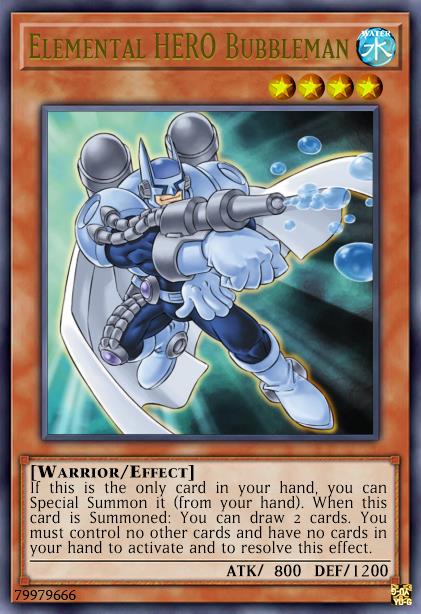 Elemental HERO Bubbleman
WATER
水
[Warrior/Effect]
If this is the only card in your hand, you can
Special Summon it (from your hand). When this
card is Summoned: You can draw 2 cards. You
must control no other cards and have no cards in
your hand to activate and to resolve this effect.
ATK/ 800 DEF/1200
79979666